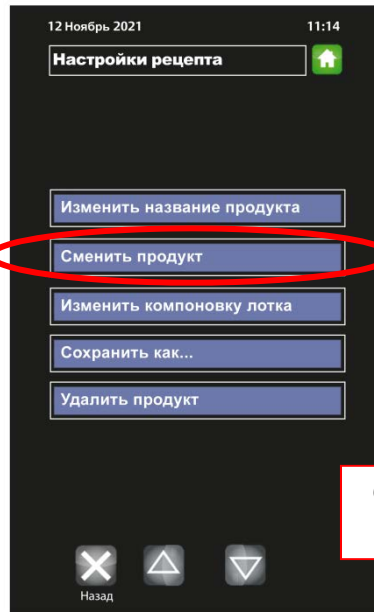 12 Ноябрь 2021 11:14
Настройки рецепта
Изменить название продукта
Сменить продукт
Изменить компоновку лотка
Сохранить как...
Удалить продукт
Назад